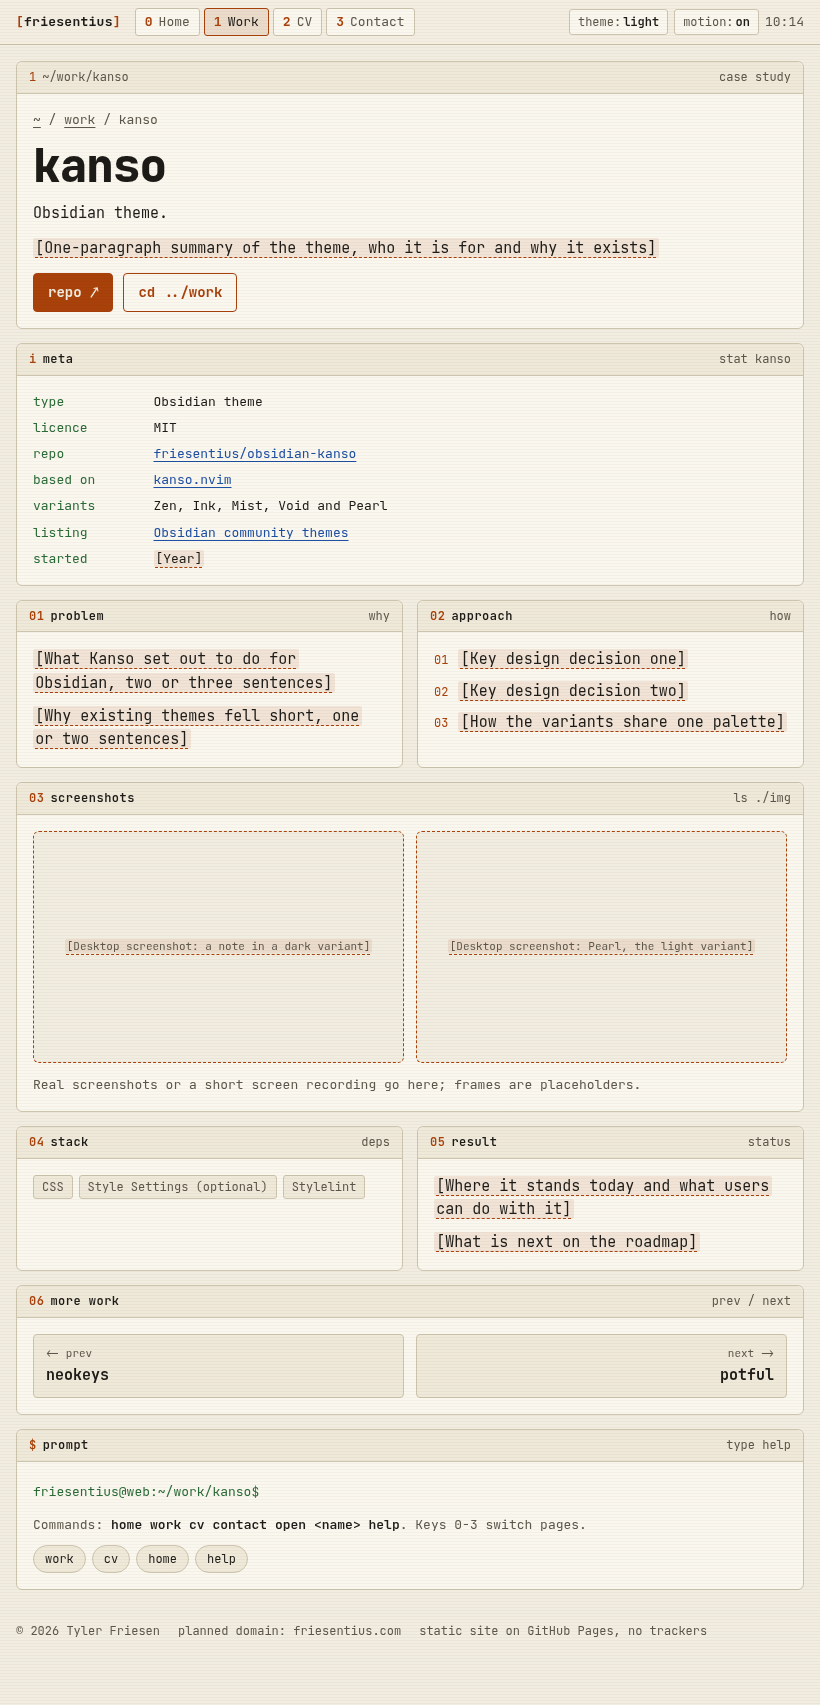 [friesentius] 0 Home 1 Work 2 CV 3 Contact theme: light motion: on 10:14
1 ~/work/kanso case study
~ / work / kanso
kanso
Obsidian theme.
[One-paragraph summary of the theme, who it is for and why it exists]
repo ↗ cd ../work
i meta stat kanso
type Obsidian theme
licence MIT
repo friesentius/obsidian-kanso
based on kanso.nvim
variants Zen, Ink, Mist, Void and Pearl
listing Obsidian community themes
started [Year]
01 problem why
[What Kanso set out to do for
Obsidian, two or three sentences]
[Why existing themes fell short, one
or two sentences]
02 approach how
01 [Key design decision one]
02 [Key design decision two]
03 [How the variants share one palette]
03 screenshots ls ./img
[Desktop screenshot: a note in a dark variant]
[Desktop screenshot: Pearl, the light variant]
Real screenshots or a short screen recording go here; frames are placeholders.
04 stack deps
CSS Style Settings (optional) Stylelint
05 result status
[Where it stands today and what users
can do with it]
[What is next on the roadmap]
06 more work prev / next
← prev
neokeys
next →
potful
$ prompt type help
friesentius@web:~/work/kanso$
Commands: home work cv contact open <name> help. Keys 0-3 switch pages.
work cv home help
© 2026 Tyler Friesen planned domain: friesentius.com static site on GitHub Pages, no trackers